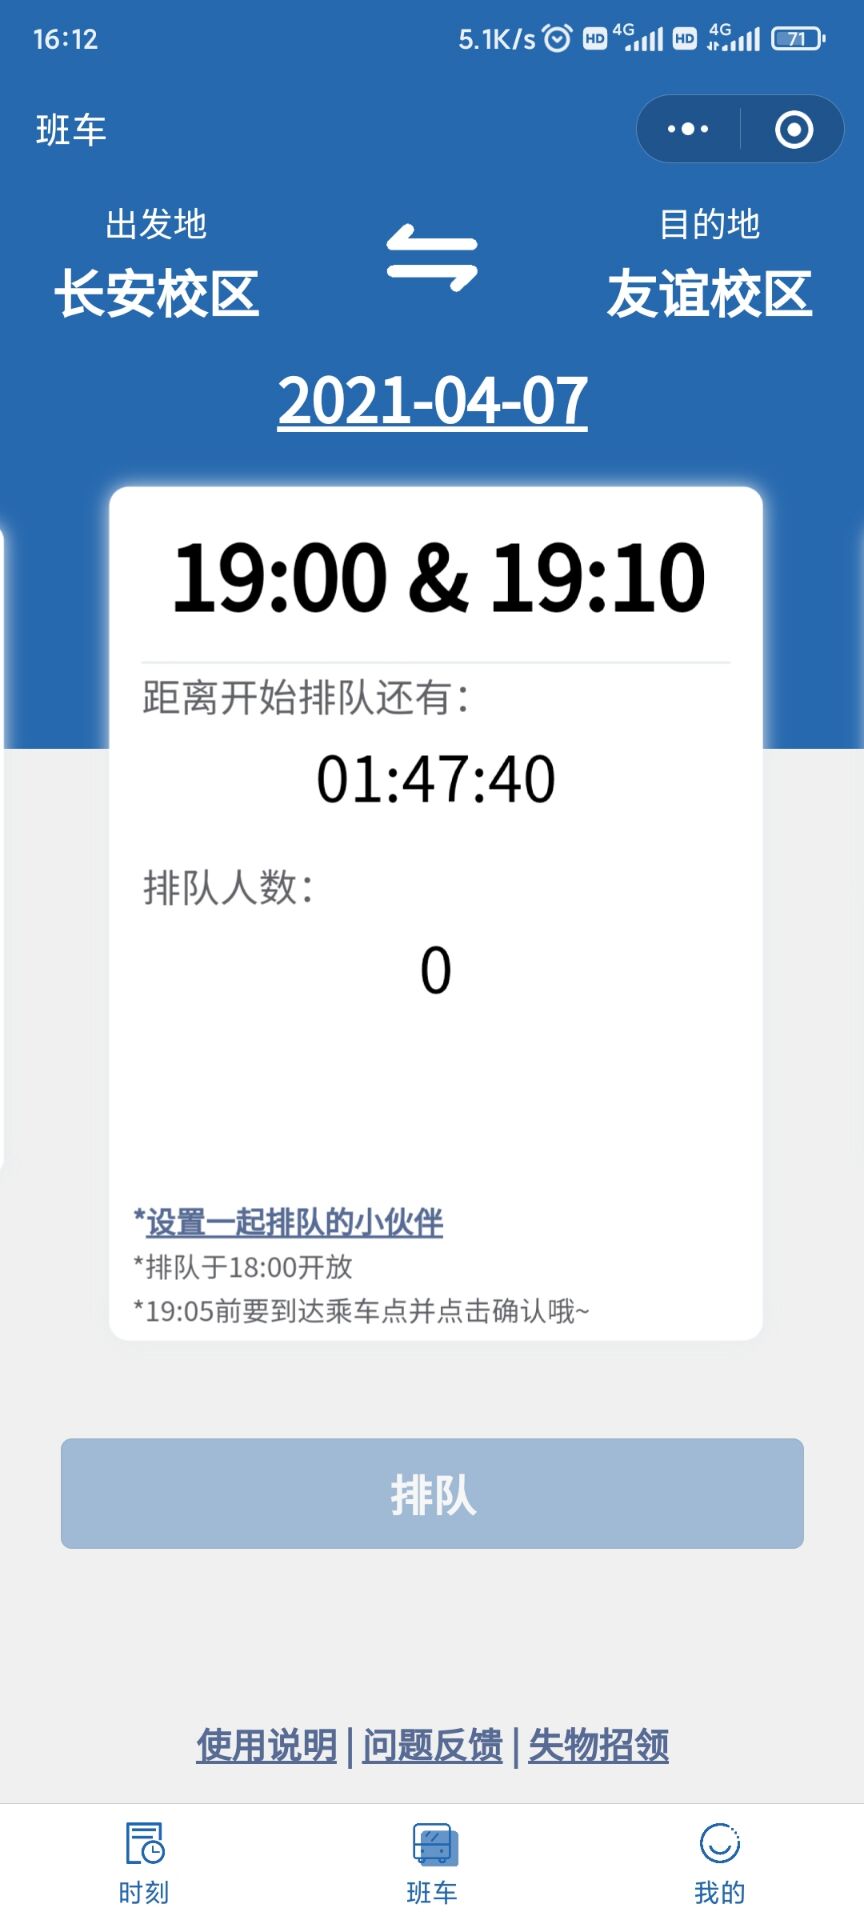 16:12
5.1K/s HD 4G HD 4G 71
班车
出发地
目的地
长安校区
友谊校区
2021-04-07
19:00 & 19:10
距离开始排队还有：
01:47:40
排队人数：
0
*设置一起排队的小伙伴
*排队于18:00开放
*19:05前要到达乘车点并点击确认哦~
排队
使用说明 | 问题反馈 | 失物招领
时刻
班车
我的